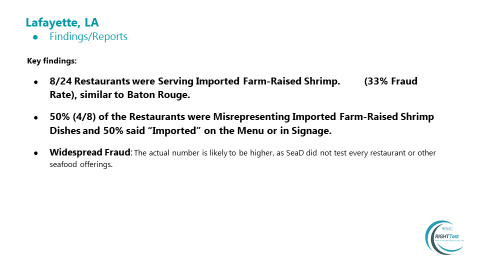 Lafayette, LA
● Findings/Reports
Key findings:
● 8/24 Restaurants were Serving Imported Farm-Raised Shrimp. (33% Fraud
Rate), similar to Baton Rouge.
● 50% (4/8) of the Restaurants were Misrepresenting Imported Farm-Raised Shrimp
Dishes and 50% said “Imported” on the Menu or in Signage.
● Widespread Fraud: The actual number is likely to be higher, as SeaD did not test every restaurant or other
seafood offerings.
RIGHTTest